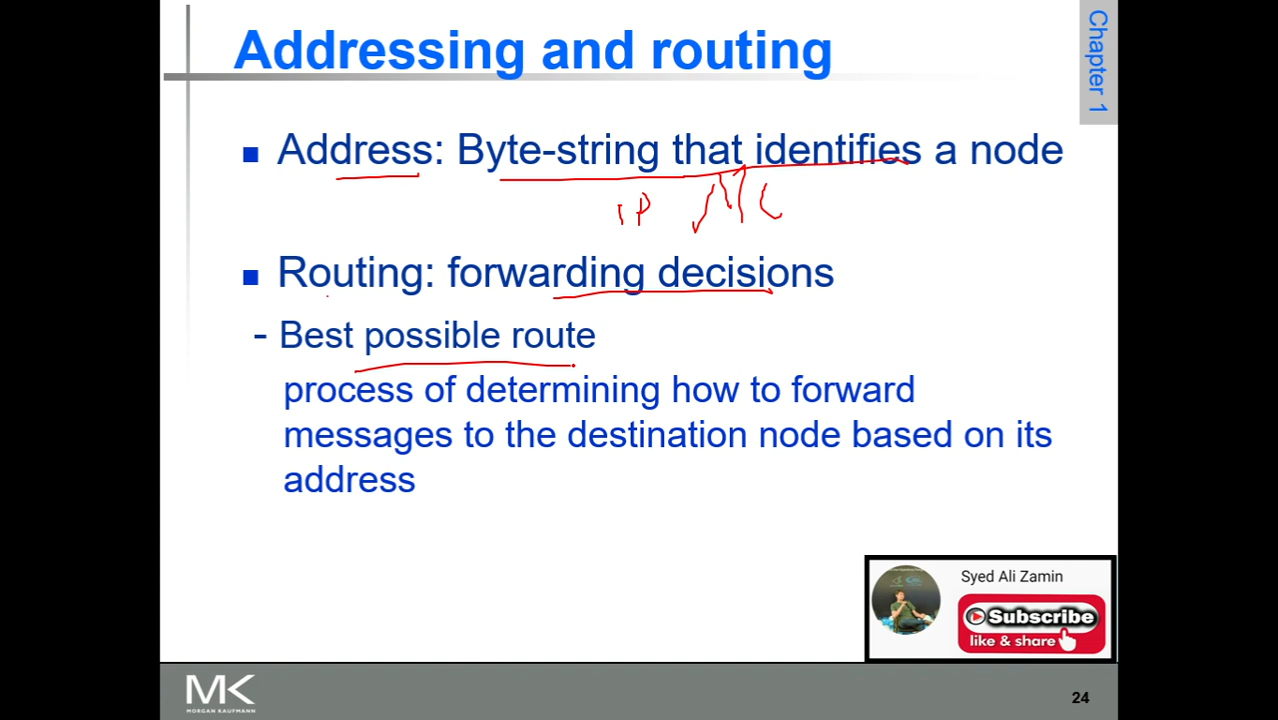 Chapter 1
Addressing and routing
Address: Byte-string that identifies a node
IP
Routing: forwarding decisions
- Best possible route
process of determining how to forward
messages to the destination node based on its
address
Syed Ali Zamin
Subscribe
like & share
MK
MORGAN KAUFMANN
24